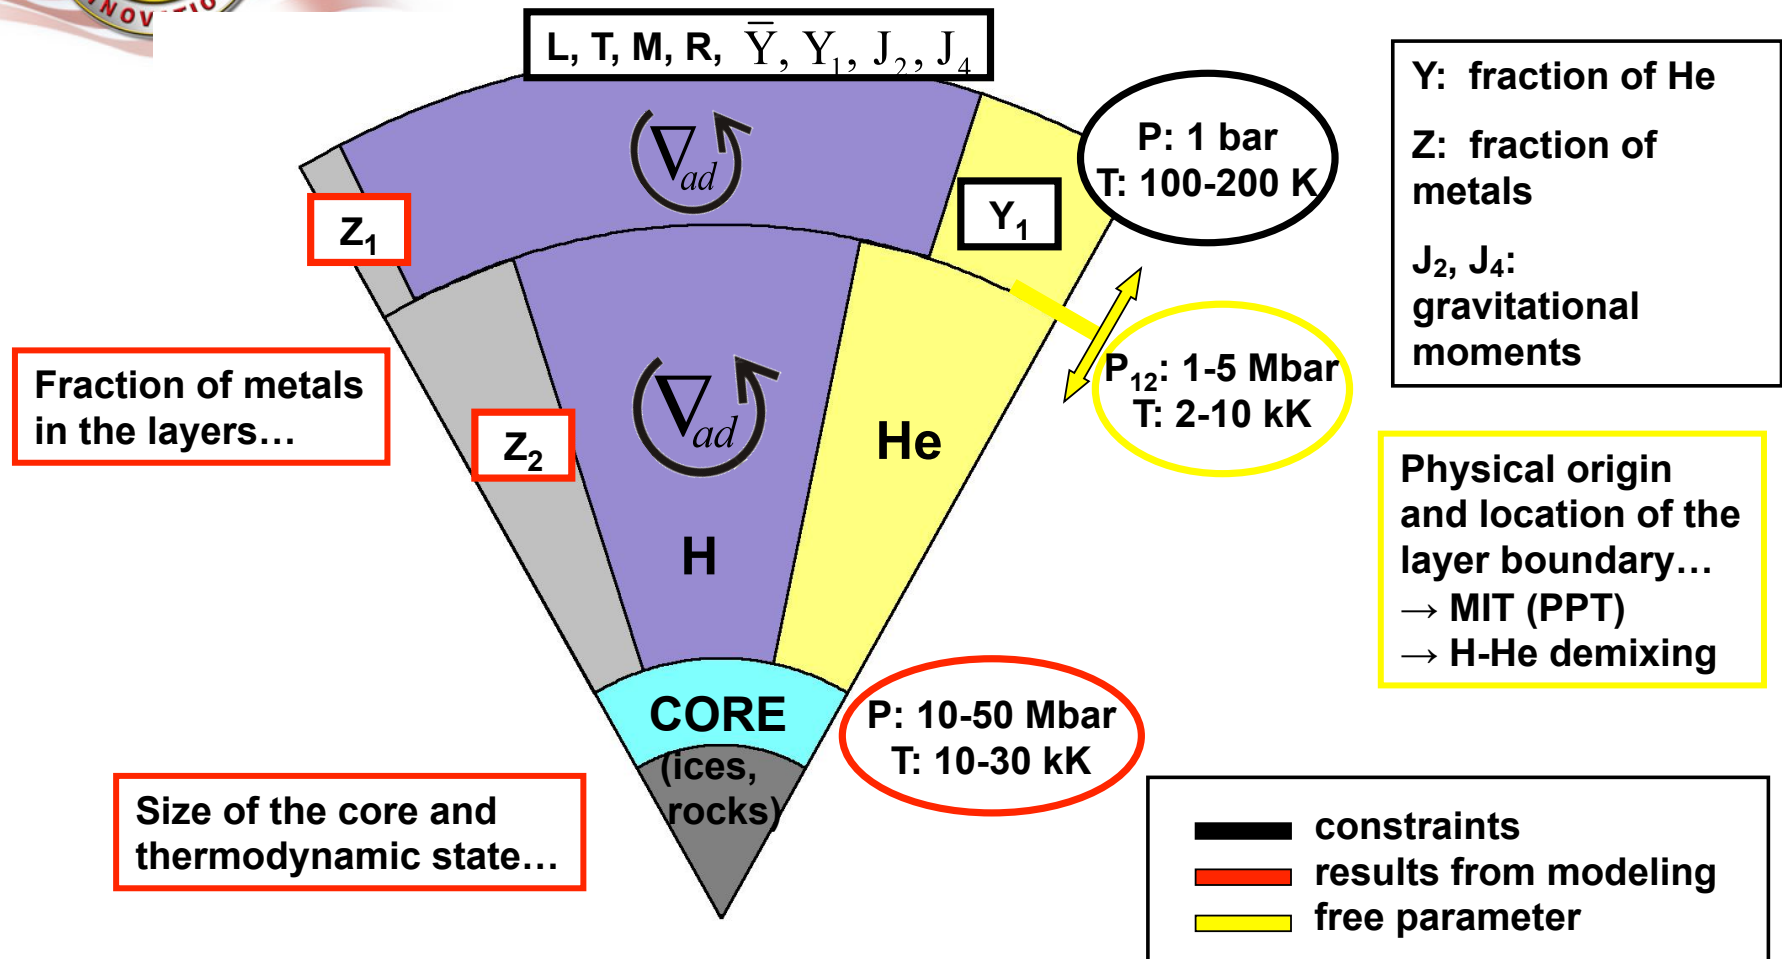 INNOVATIO
L, T, M, R, Y̅, Y₁, J₂, J₄
∇ad
P: 1 bar
T: 100-200 K
Y: fraction of He
Z: fraction of
metals
J₂, J₄:
gravitational
moments
Z₁
Y₁
P₁₂: 1-5 Mbar
T: 2-10 kK
Fraction of metals
in the layers…
∇ad
Z₂
He
H
Physical origin
and location of the
layer boundary…
→ MIT (PPT)
→ H-He demixing
CORE
(ices,
rocks)
P: 10-50 Mbar
T: 10-30 kK
Size of the core and
thermodynamic state…
constraints
results from modeling
free parameter